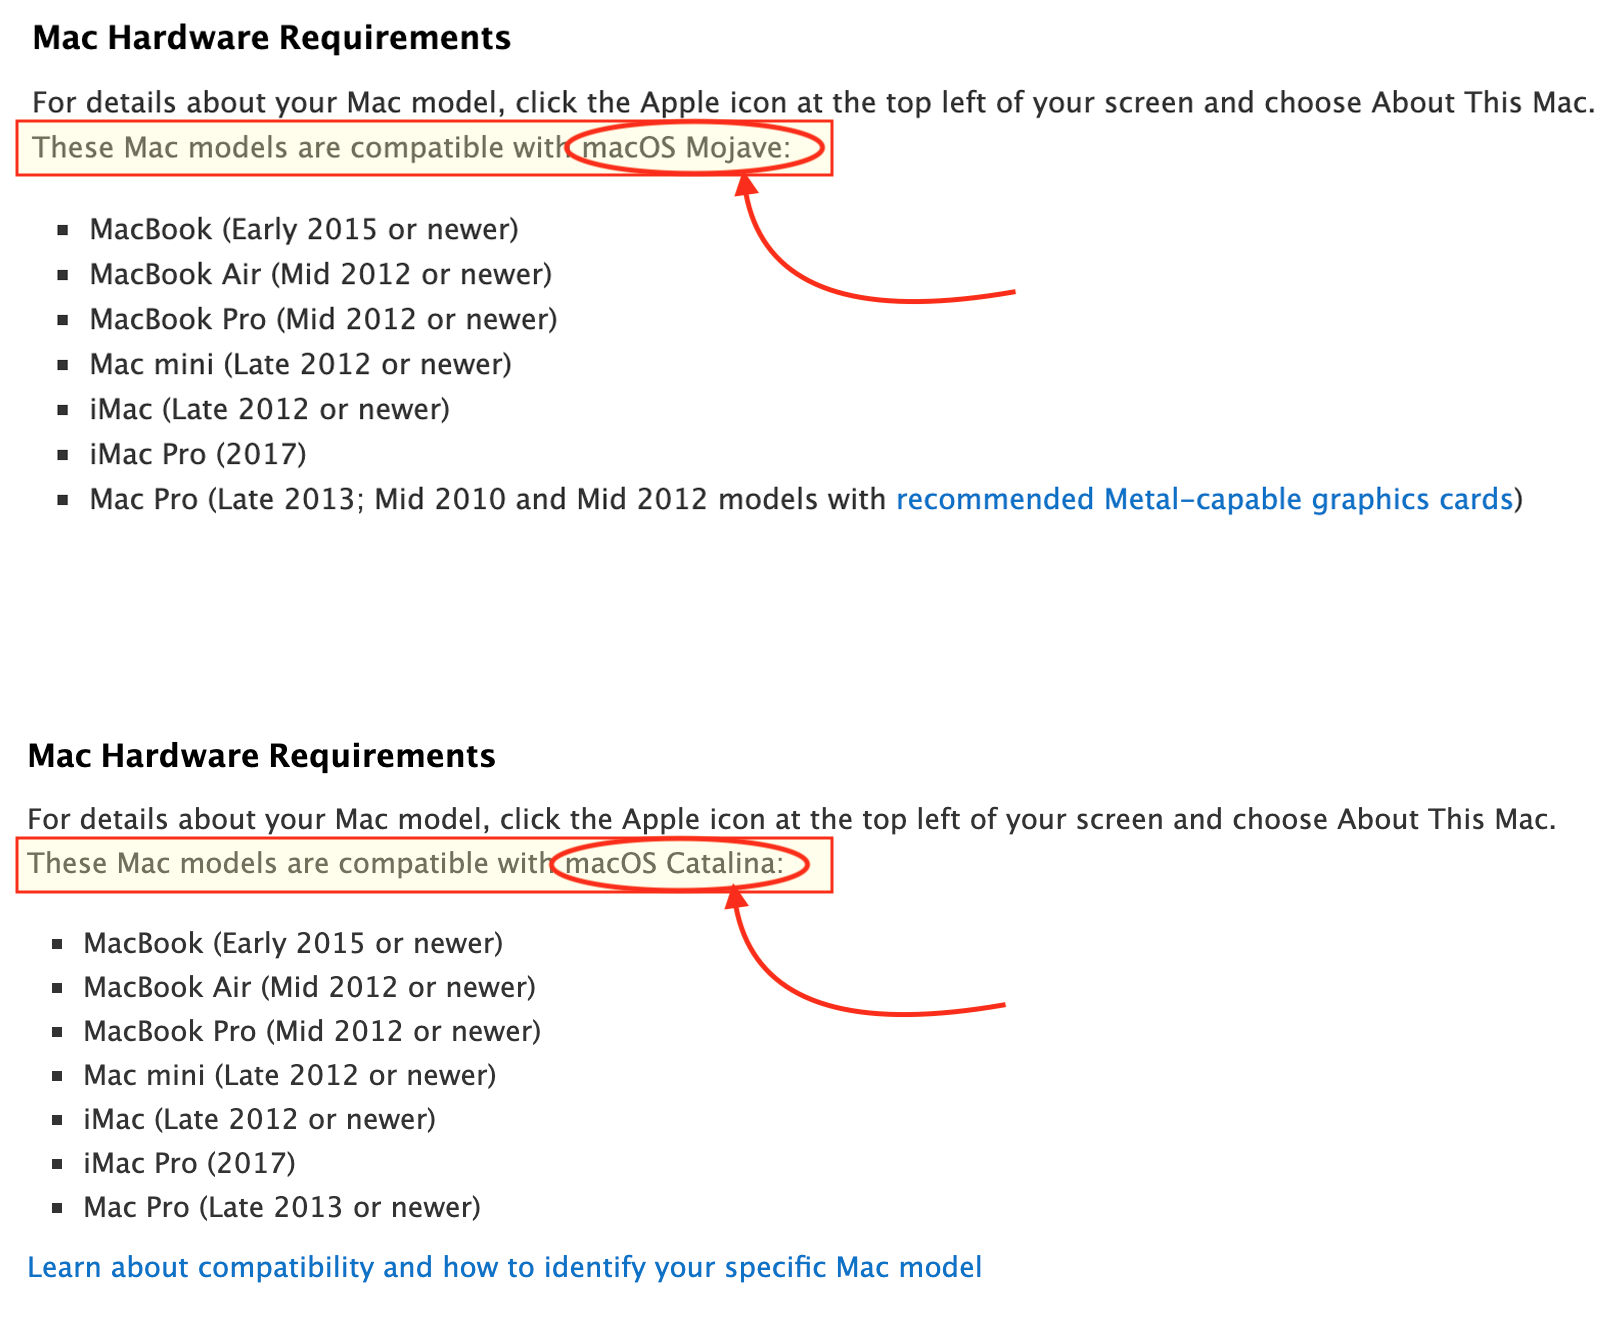 Mac Hardware Requirements
For details about your Mac model, click the Apple icon at the top left of your screen and choose About This Mac.
These Mac models are compatible with macOS Mojave:
▪ MacBook (Early 2015 or newer)
▪ MacBook Air (Mid 2012 or newer)
▪ MacBook Pro (Mid 2012 or newer)
▪ Mac mini (Late 2012 or newer)
▪ iMac (Late 2012 or newer)
▪ iMac Pro (2017)
▪ Mac Pro (Late 2013; Mid 2010 and Mid 2012 models with recommended Metal-capable graphics cards)
Mac Hardware Requirements
For details about your Mac model, click the Apple icon at the top left of your screen and choose About This Mac.
These Mac models are compatible with macOS Catalina:
▪ MacBook (Early 2015 or newer)
▪ MacBook Air (Mid 2012 or newer)
▪ MacBook Pro (Mid 2012 or newer)
▪ Mac mini (Late 2012 or newer)
▪ iMac (Late 2012 or newer)
▪ iMac Pro (2017)
▪ Mac Pro (Late 2013 or newer)
Learn about compatibility and how to identify your specific Mac model